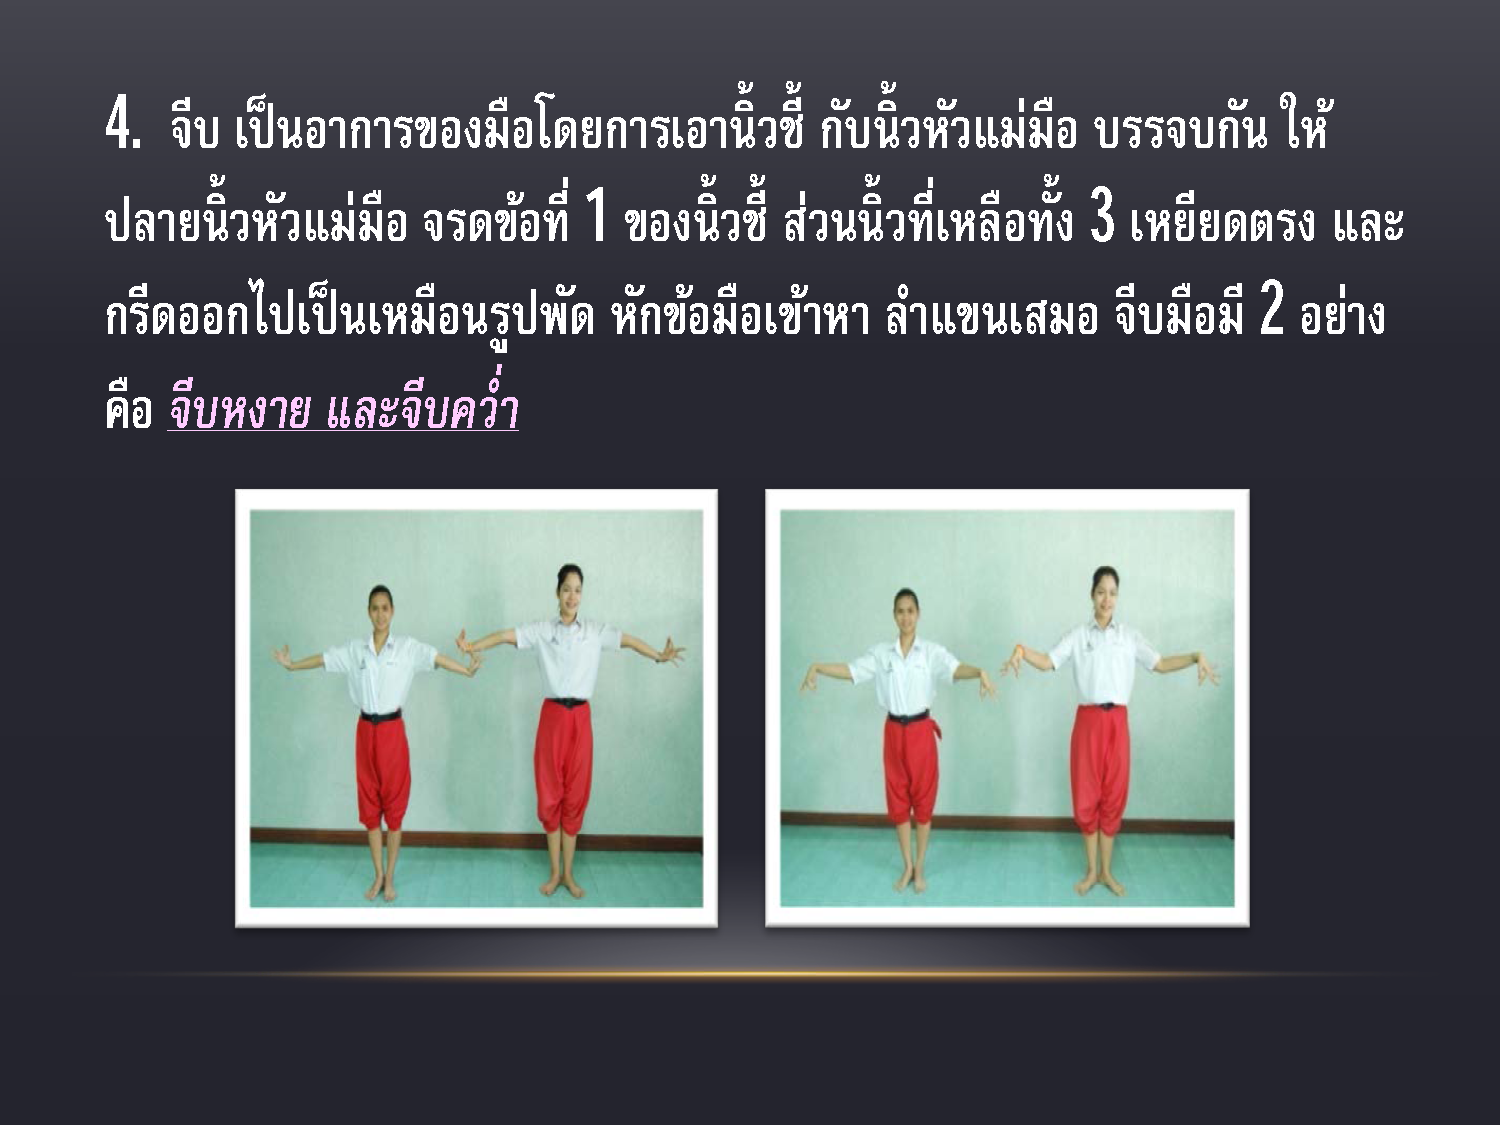 4. จีบ เป็นอาการของมือโดยการเอานิ้วชี้ กับนิ้วหัวแม่มือ บรรจบกัน ให้
ปลายนิ้วหัวแม่มือ จรดข้อที่ 1 ของนิ้วชี้ ส่วนนิ้วที่เหลือทั้ง 3 เหยียดตรง และ
กรีดออกไปเป็นเหมือนรูปพัด หักข้อมือเข้าหา ลำแขนเสมอ จีบมือมี 2 อย่าง
คือ จีบหงาย และจีบคว่ำ